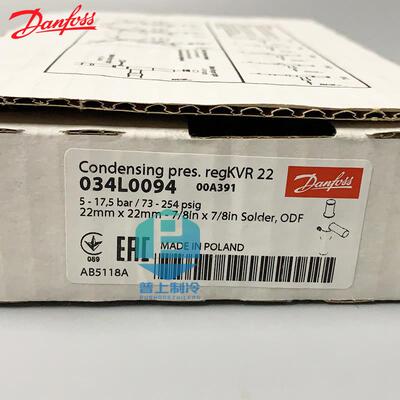 Danfoss
Condensing pres. regKVR 22
034L0094 00A391
5 - 17,5 bar / 73 - 254 psig
22mm x 22mm - 7/8in x 7/8in Solder, ODF
Danfoss
089
EAC
MADE IN POLAND
AB5118A
普上制冷